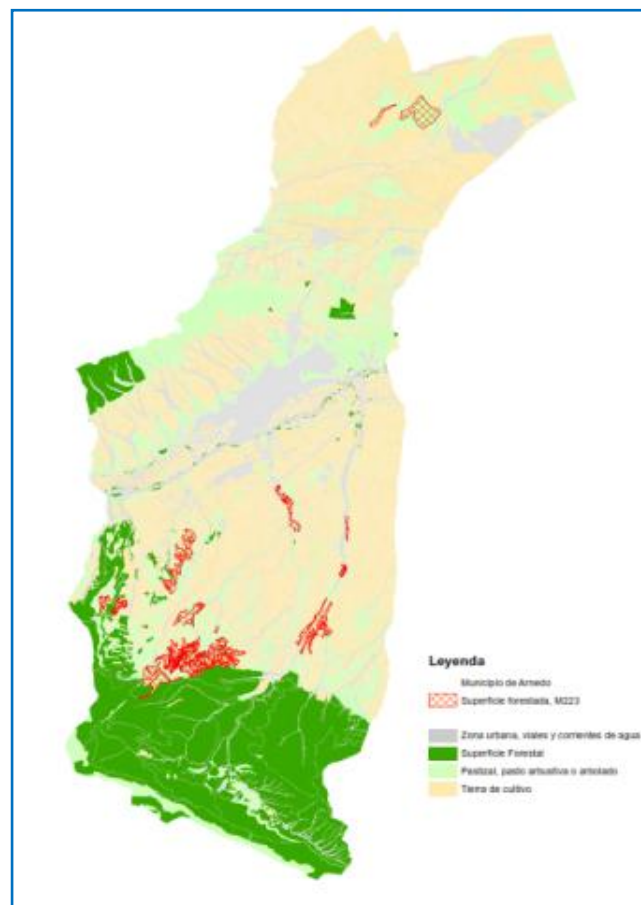 Leyenda
Municipio de Arnedo
Superficie forestada, M223
Zona urbana, viales y corrientes de agua
Superficie Forestal
Pastizal, pasto arbustivo o arbolado
Tierra de cultivo